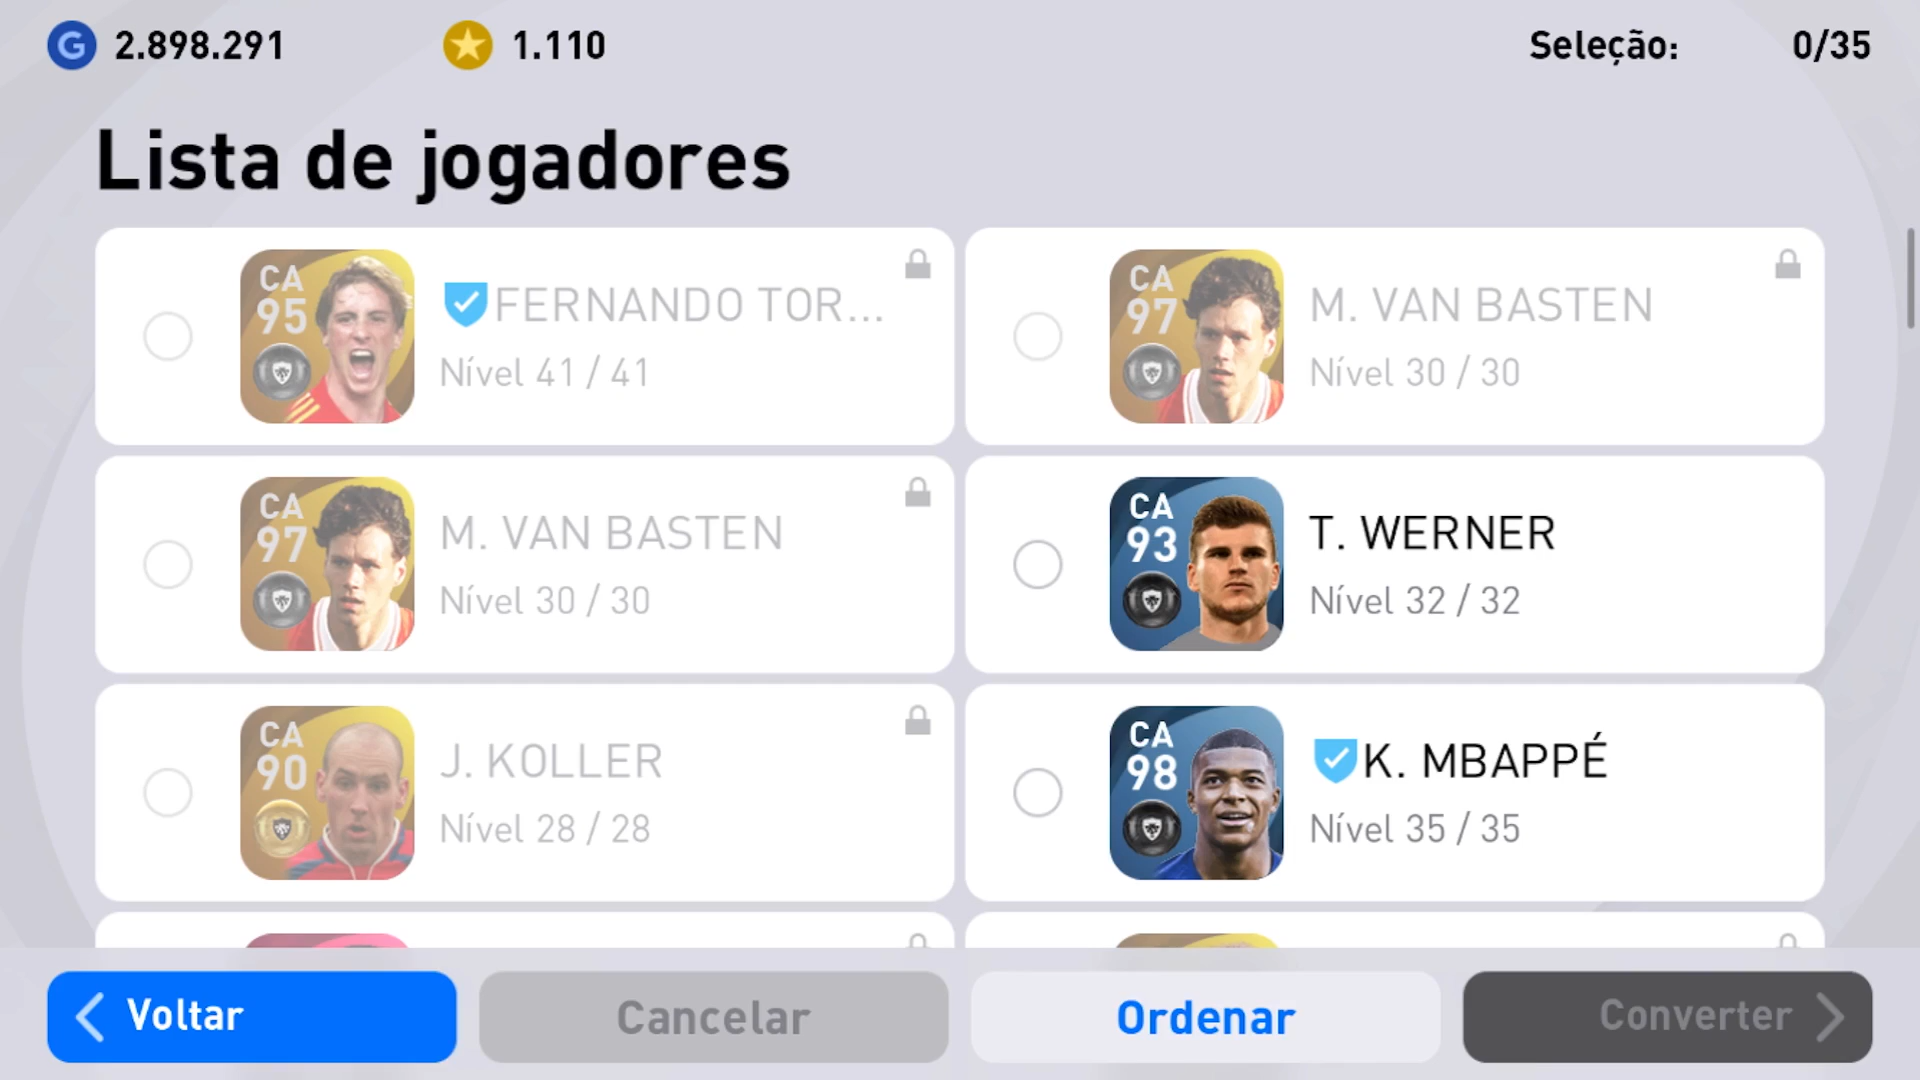 G 2.898.291 1.110 Seleção: 0/35
Lista de jogadores
CA 95 FERNANDO TOR...
Nível 41 / 41
CA 97 M. VAN BASTEN
Nível 30 / 30
CA 97 M. VAN BASTEN
Nível 30 / 30
CA 93 T. WERNER
Nível 32 / 32
CA 90 J. KOLLER
Nível 28 / 28
CA 98 K. MBAPPÉ
Nível 35 / 35
Voltar Cancelar Ordenar Converter